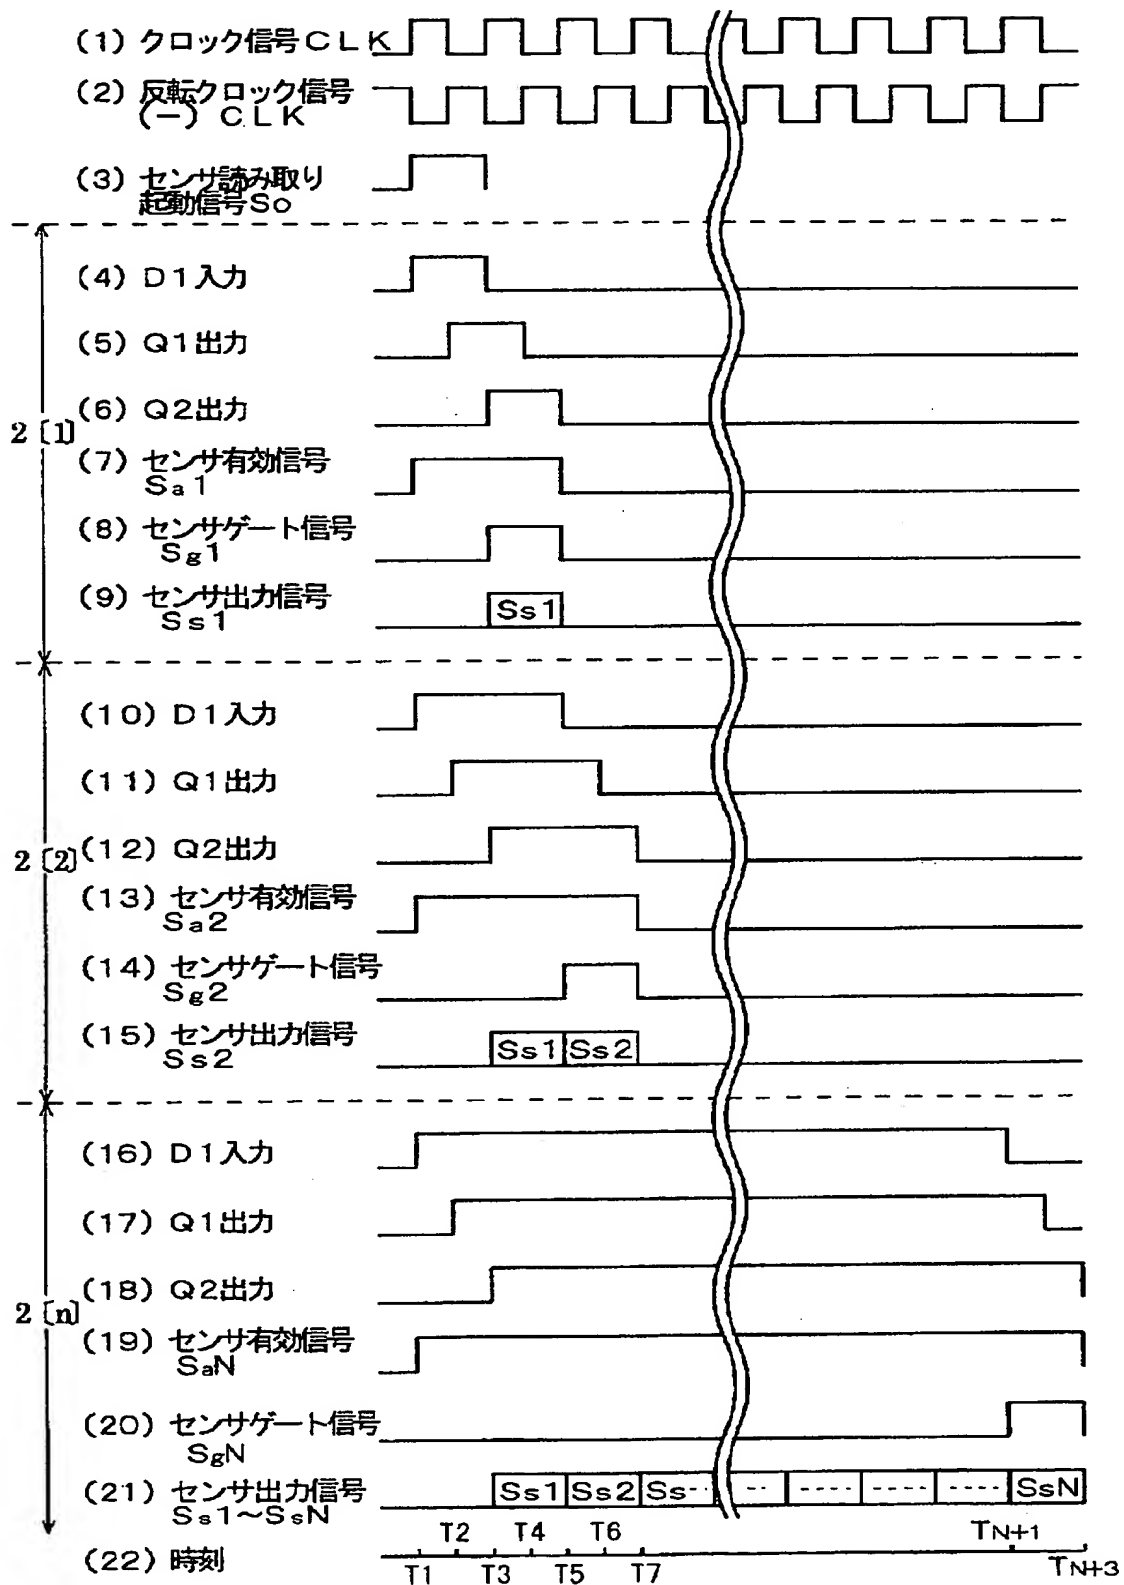 (1) クロック信号CLK
(2) 反転クロック信号
(ー) CLK
(3) センサ読み取り
起動信号So
(4) D1入力
(5) Q1出力
(6) Q2出力
2〔1〕
(7) センサ有効信号
Sa1
(8) センサゲート信号
Sg1
(9) センサ出力信号
Ss1
Ss1
(10) D1入力
(11) Q1出力
(12) Q2出力
2〔2〕
(13) センサ有効信号
Sa2
(14) センサゲート信号
Sg2
(15) センサ出力信号
Ss2
Ss1 Ss2
(16) D1入力
(17) Q1出力
(18) Q2出力
2〔n〕
(19) センサ有効信号
SaN
(20) センサゲート信号
SgN
(21) センサ出力信号
Ss1~SsN
Ss1 Ss2 Ss SsN
T2 T4 T6 TN+1
(22) 時刻
T1 T3 T5 T7 TN+3